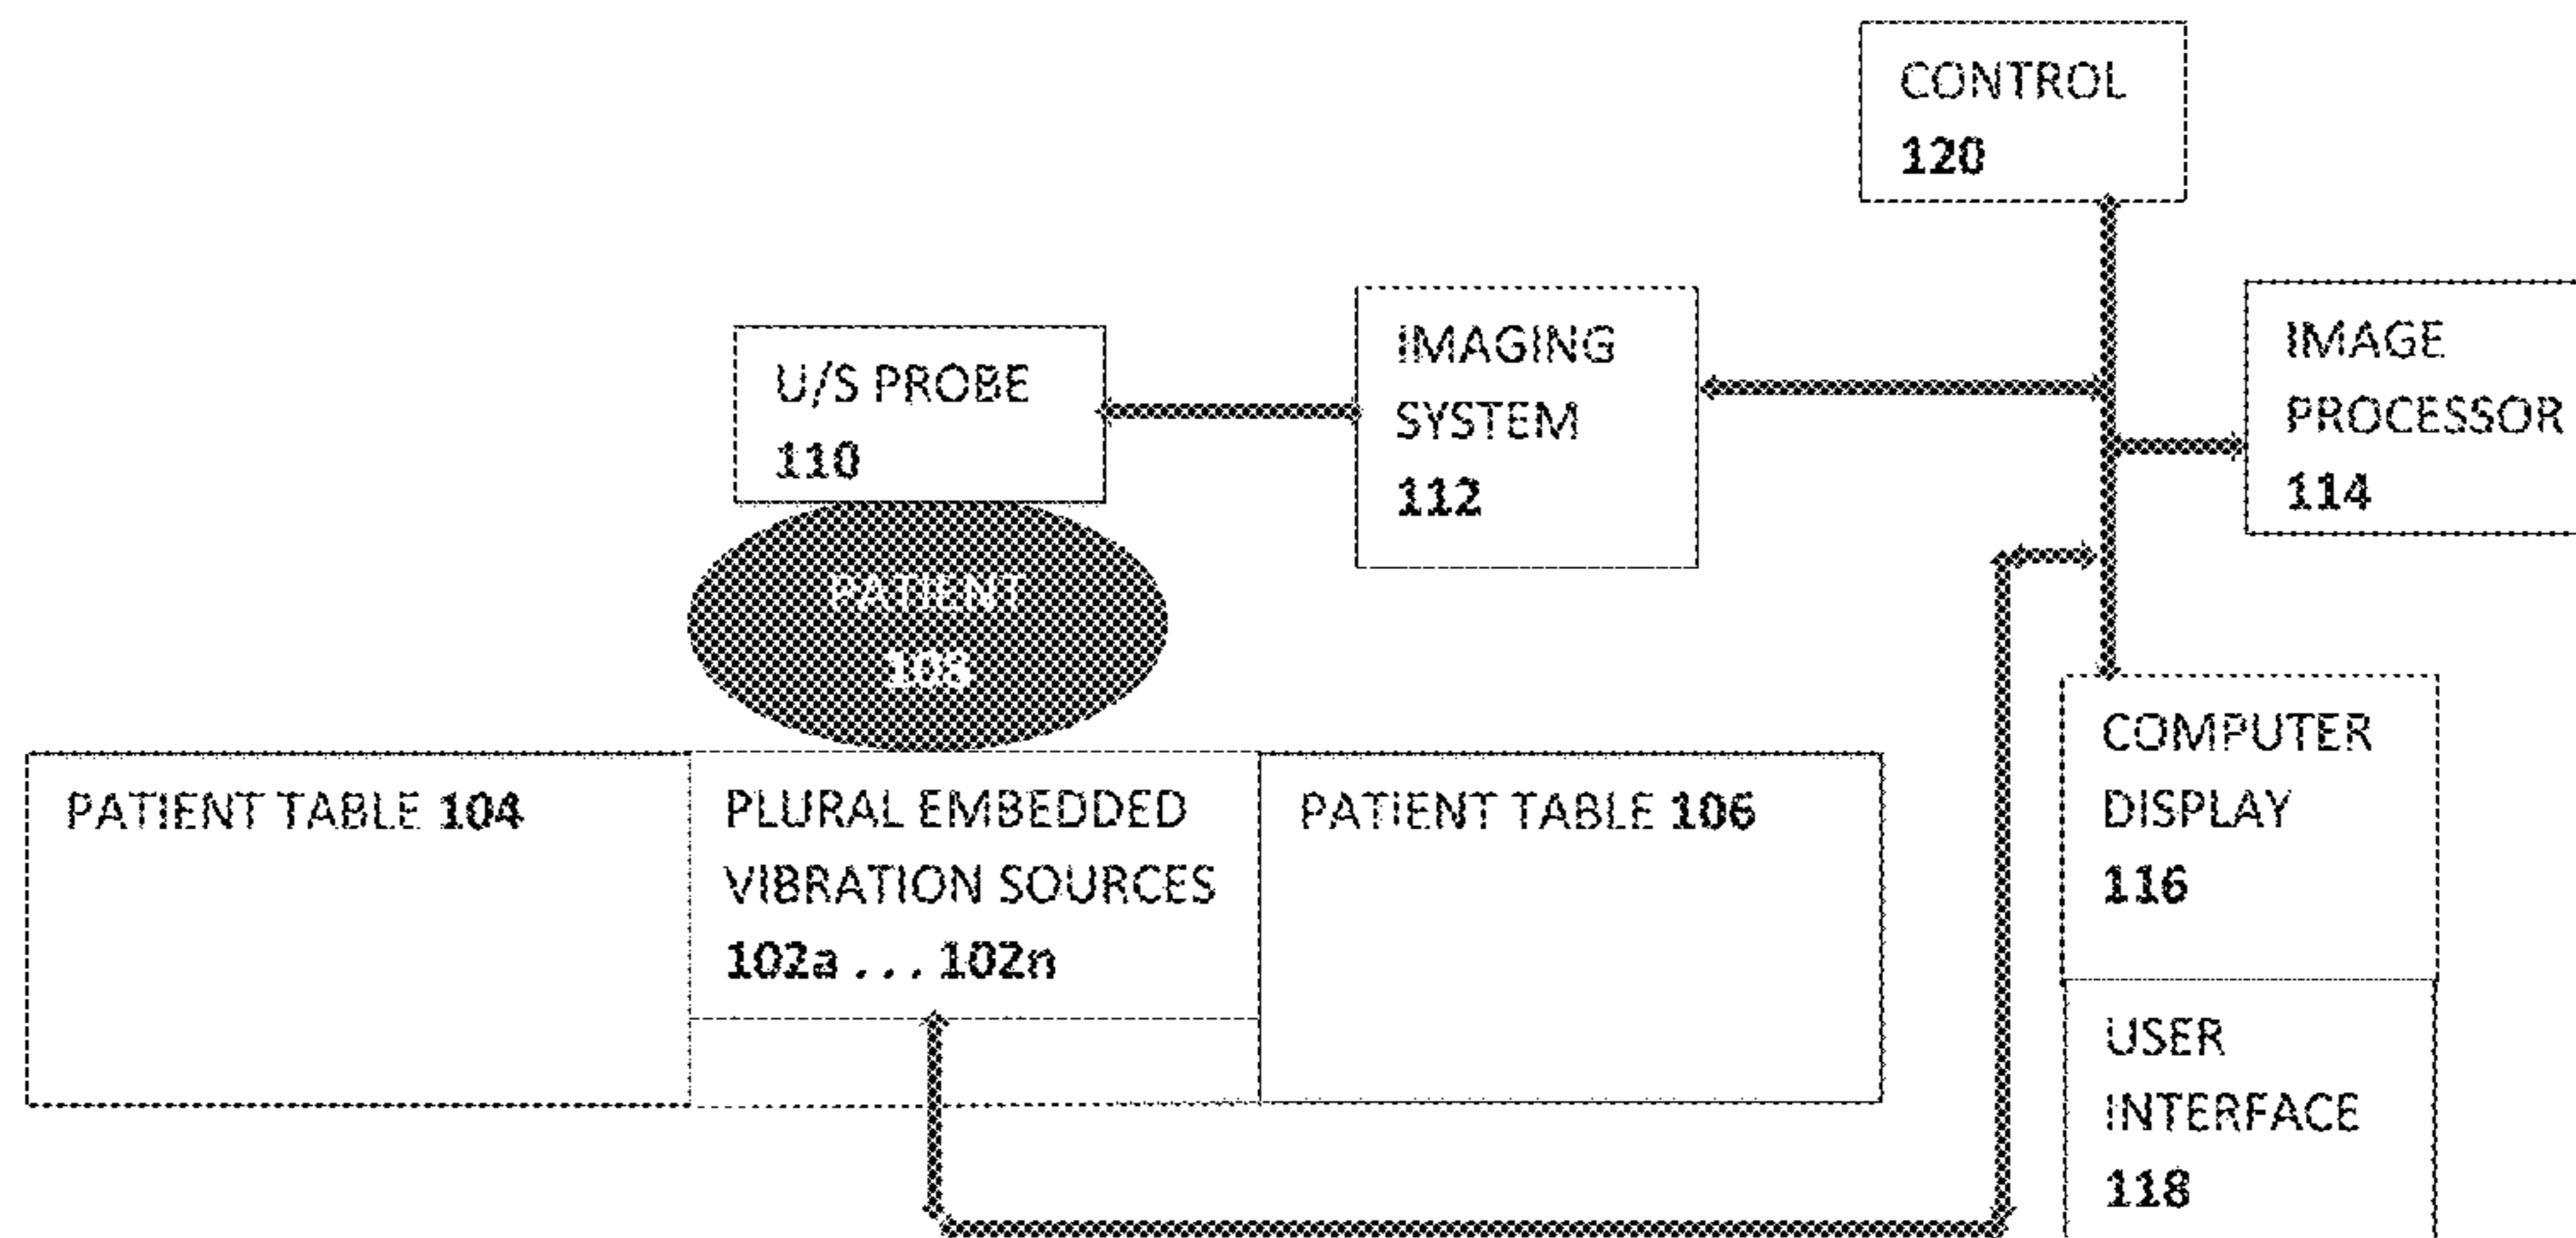 CONTROL
120
U/S PROBE
110
IMAGING
SYSTEM
112
IMAGE
PROCESSOR
114
PATIENT
108
PATIENT TABLE 104
PLURAL EMBEDDED
VIBRATION SOURCES
102a . . . 102n
PATIENT TABLE 106
COMPUTER
DISPLAY
116
USER
INTERFACE
118